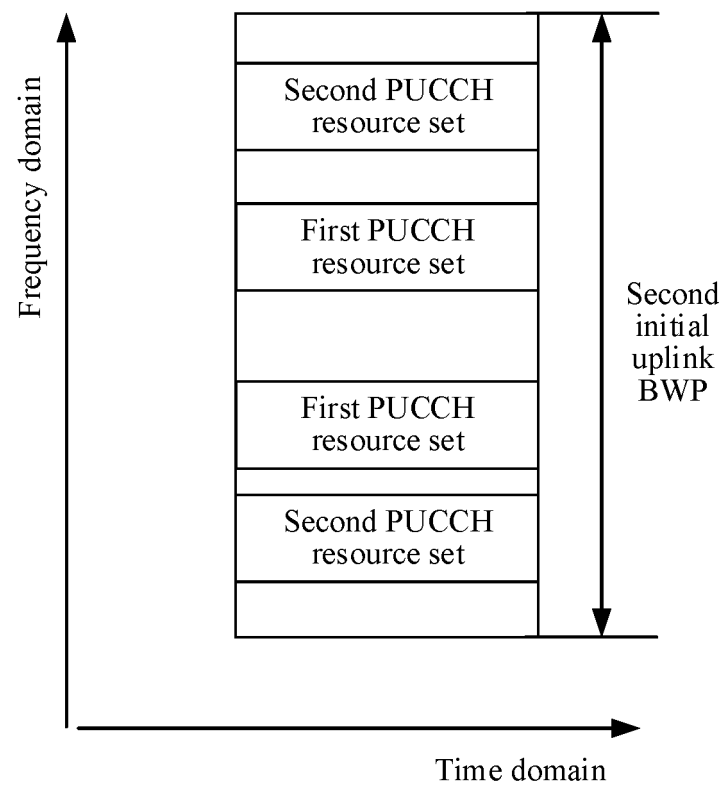 Frequency domain
Second PUCCH
resource set
First PUCCH
resource set
Second
initial
uplink
BWP
First PUCCH
resource set
Second PUCCH
resource set
Time domain